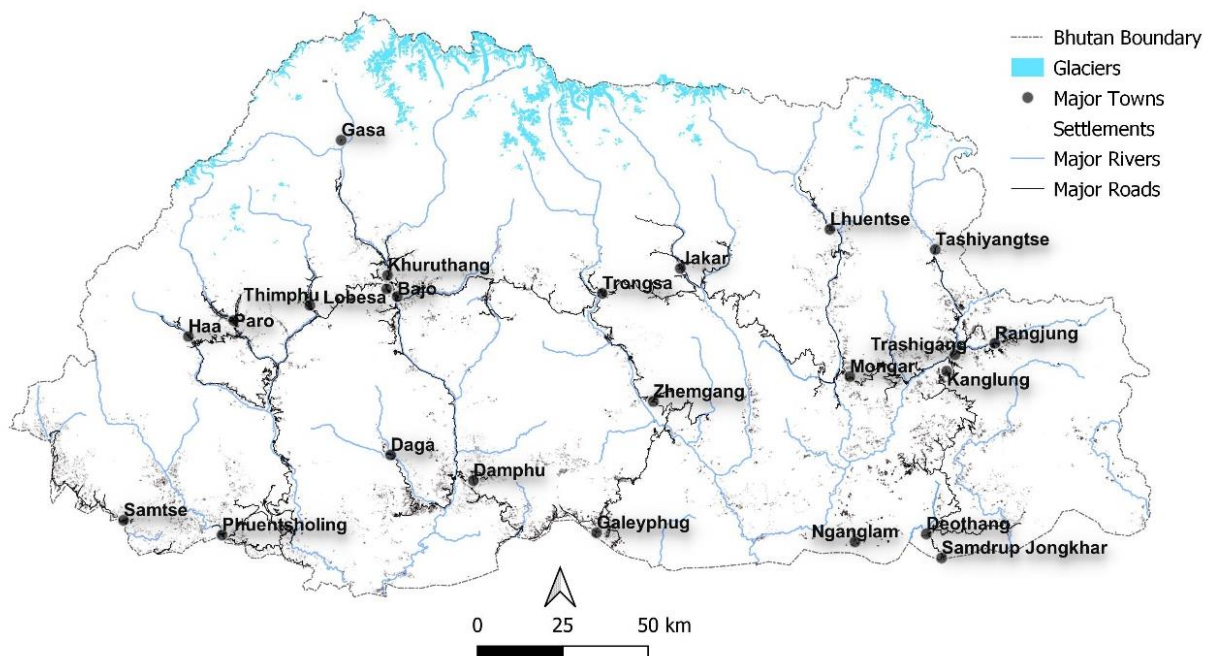 Bhutan Boundary
Glaciers
Major Towns
Settlements
Major Rivers
Major Roads
Gasa
Lhuentse
Tashiyangtse
Khuruthang
Jakar
Thimphu
Lobesa
Bajo
Trongsa
Haa
Paro
Trashigang
Rangjung
Mongar
Kanglung
Zhemgang
Daga
Damphu
Samtse
Phuentsholing
Galeyphug
Nganglam
Deothang
Samdrup Jongkhar
0 25 50 km